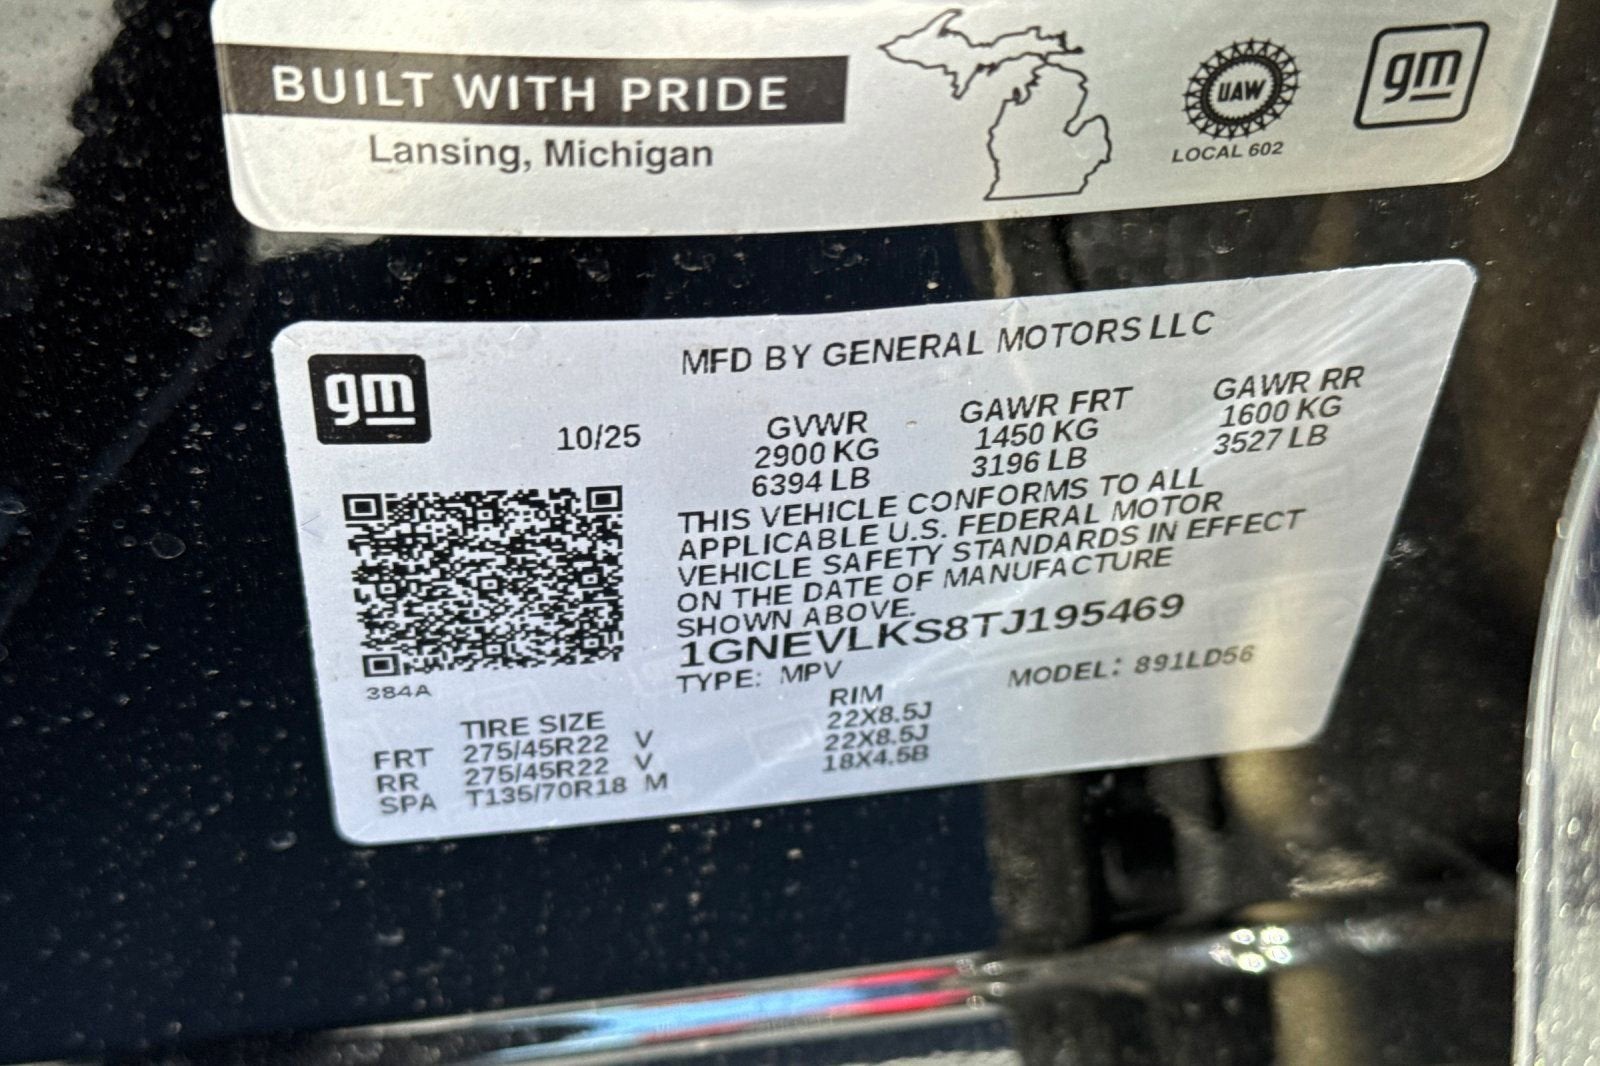 BUILT WITH PRIDE
Lansing, Michigan
UAW
LOCAL 602
gm
MFD BY GENERAL MOTORS LLC
gm
10/25
GVWR GAWR FRT GAWR RR
2900 KG 1450 KG 1600 KG
6394 LB 3196 LB 3527 LB
THIS VEHICLE CONFORMS TO ALL
APPLICABLE U.S. FEDERAL MOTOR
VEHICLE SAFETY STANDARDS IN EFFECT
ON THE DATE OF MANUFACTURE
SHOWN ABOVE.
1GNEVLKS8TJ195469
TYPE: MPV MODEL: 891LD56
384A
TIRE SIZE RIM
FRT 275/45R22 V 22X8.5J
RR 275/45R22 V 22X8.5J
SPA T135/70R18 M 18X4.5B